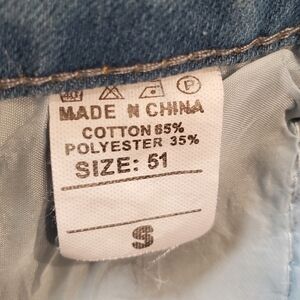 MADE N CHINA
COTTON 65%
POLYESTER 35%
SIZE: 51
S